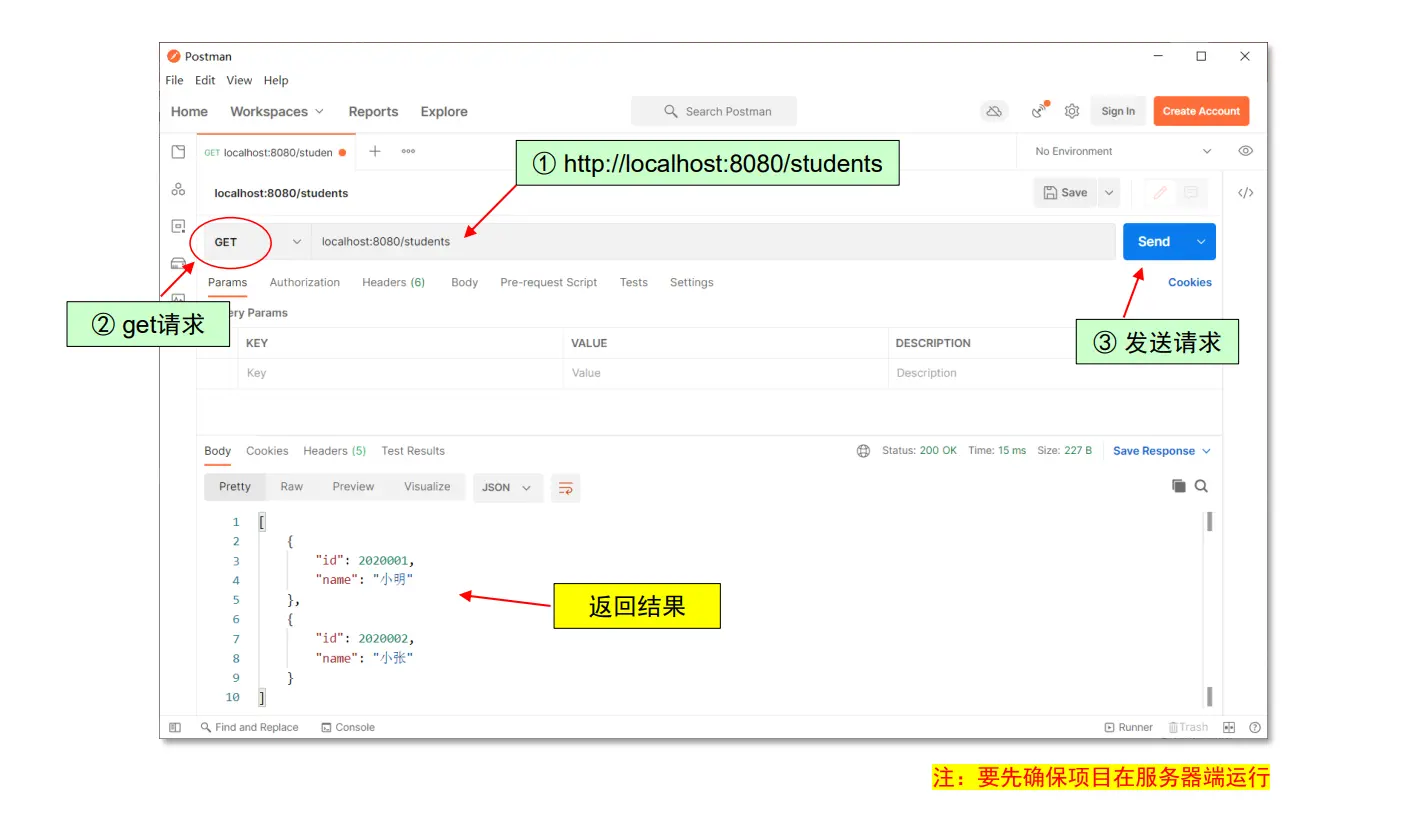 Postman
File Edit View Help
Home Workspaces Reports Explore Search Postman Sign In Create Account
GET localhost:8080/studen No Environment
① http://localhost:8080/students
localhost:8080/students Save
GET localhost:8080/students Send
Params Authorization Headers (6) Body Pre-request Script Tests Settings Cookies
② get请求
ery Params
③ 发送请求
KEY VALUE DESCRIPTION
Key Value Description
Body Cookies Headers (5) Test Results Status: 200 OK Time: 15 ms Size: 227 B Save Response
Pretty Raw Preview Visualize JSON
1 [
2 {
3 "id": 2020001,
4 "name": "小明"
5 },
6 {
7 "id": 2020002,
8 "name": "小张"
9 }
10 ]
返回结果
Find and Replace Console Runner Trash
注：要先确保项目在服务器端运行